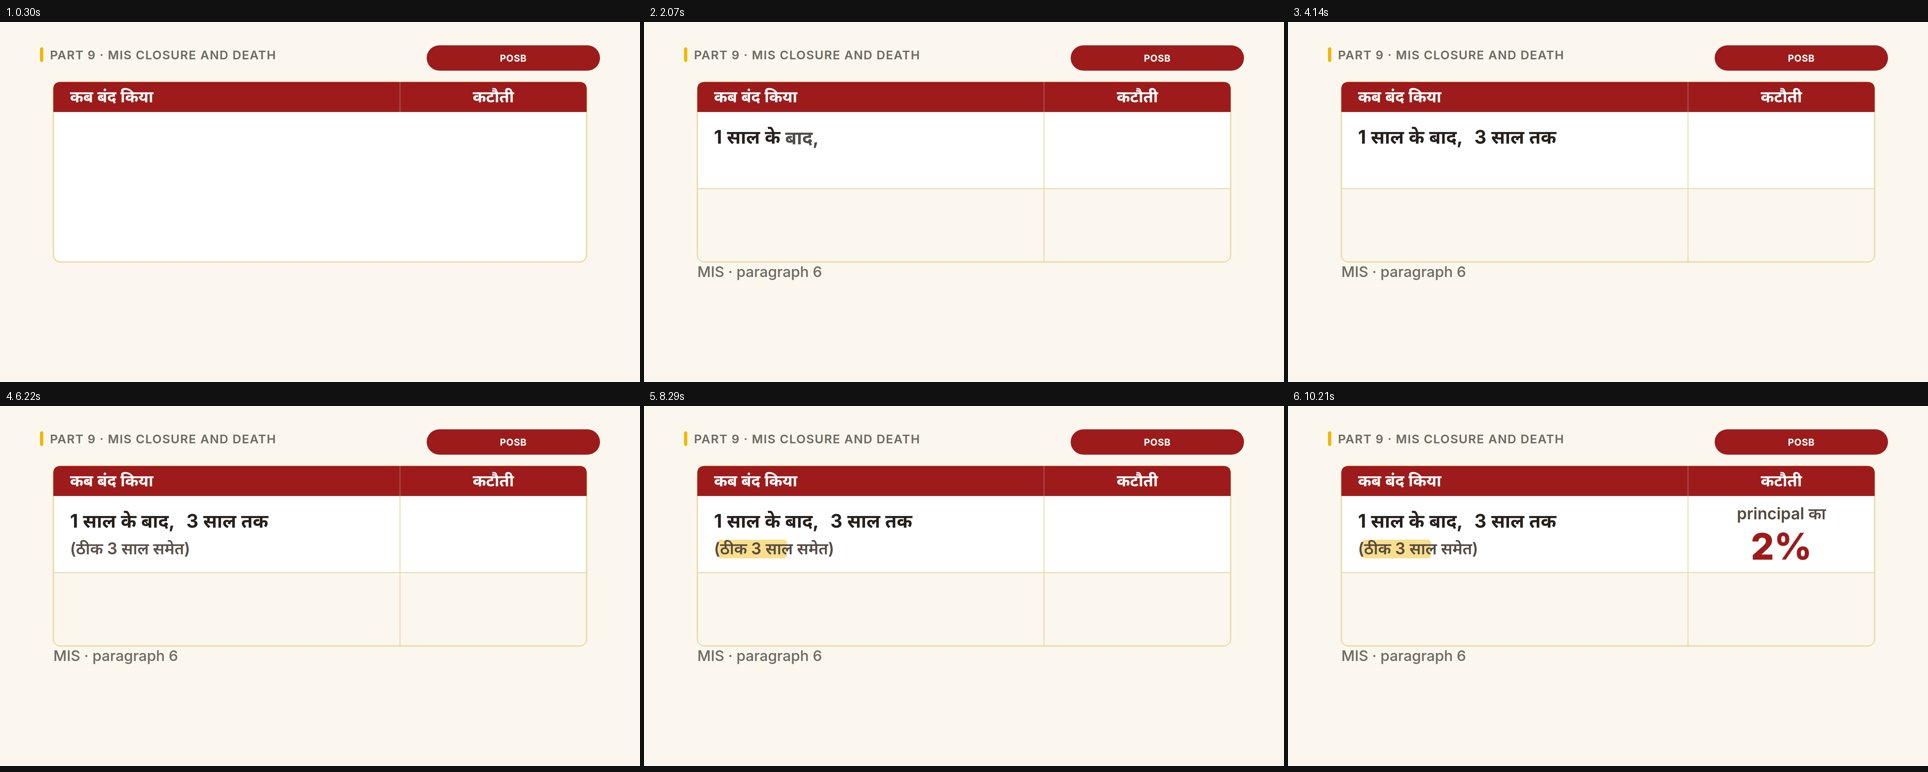 1. 0.30s
PART 9 · MIS CLOSURE AND DEATH
POSB
कब बंद किया
कटौती
2. 2.07s
PART 9 · MIS CLOSURE AND DEATH
POSB
कब बंद किया
कटौती
1 साल के बाद,
MIS · paragraph 6
3. 4.14s
PART 9 · MIS CLOSURE AND DEATH
POSB
कब बंद किया
कटौती
1 साल के बाद, 3 साल तक
MIS · paragraph 6
4. 6.22s
PART 9 · MIS CLOSURE AND DEATH
POSB
कब बंद किया
कटौती
1 साल के बाद, 3 साल तक
(ठीक 3 साल समेत)
MIS · paragraph 6
5. 8.29s
PART 9 · MIS CLOSURE AND DEATH
POSB
कब बंद किया
कटौती
1 साल के बाद, 3 साल तक
(ठीक 3 साल समेत)
MIS · paragraph 6
6. 10.21s
PART 9 · MIS CLOSURE AND DEATH
POSB
कब बंद किया
कटौती
1 साल के बाद, 3 साल तक
(ठीक 3 साल समेत)
principal का
2%
MIS · paragraph 6